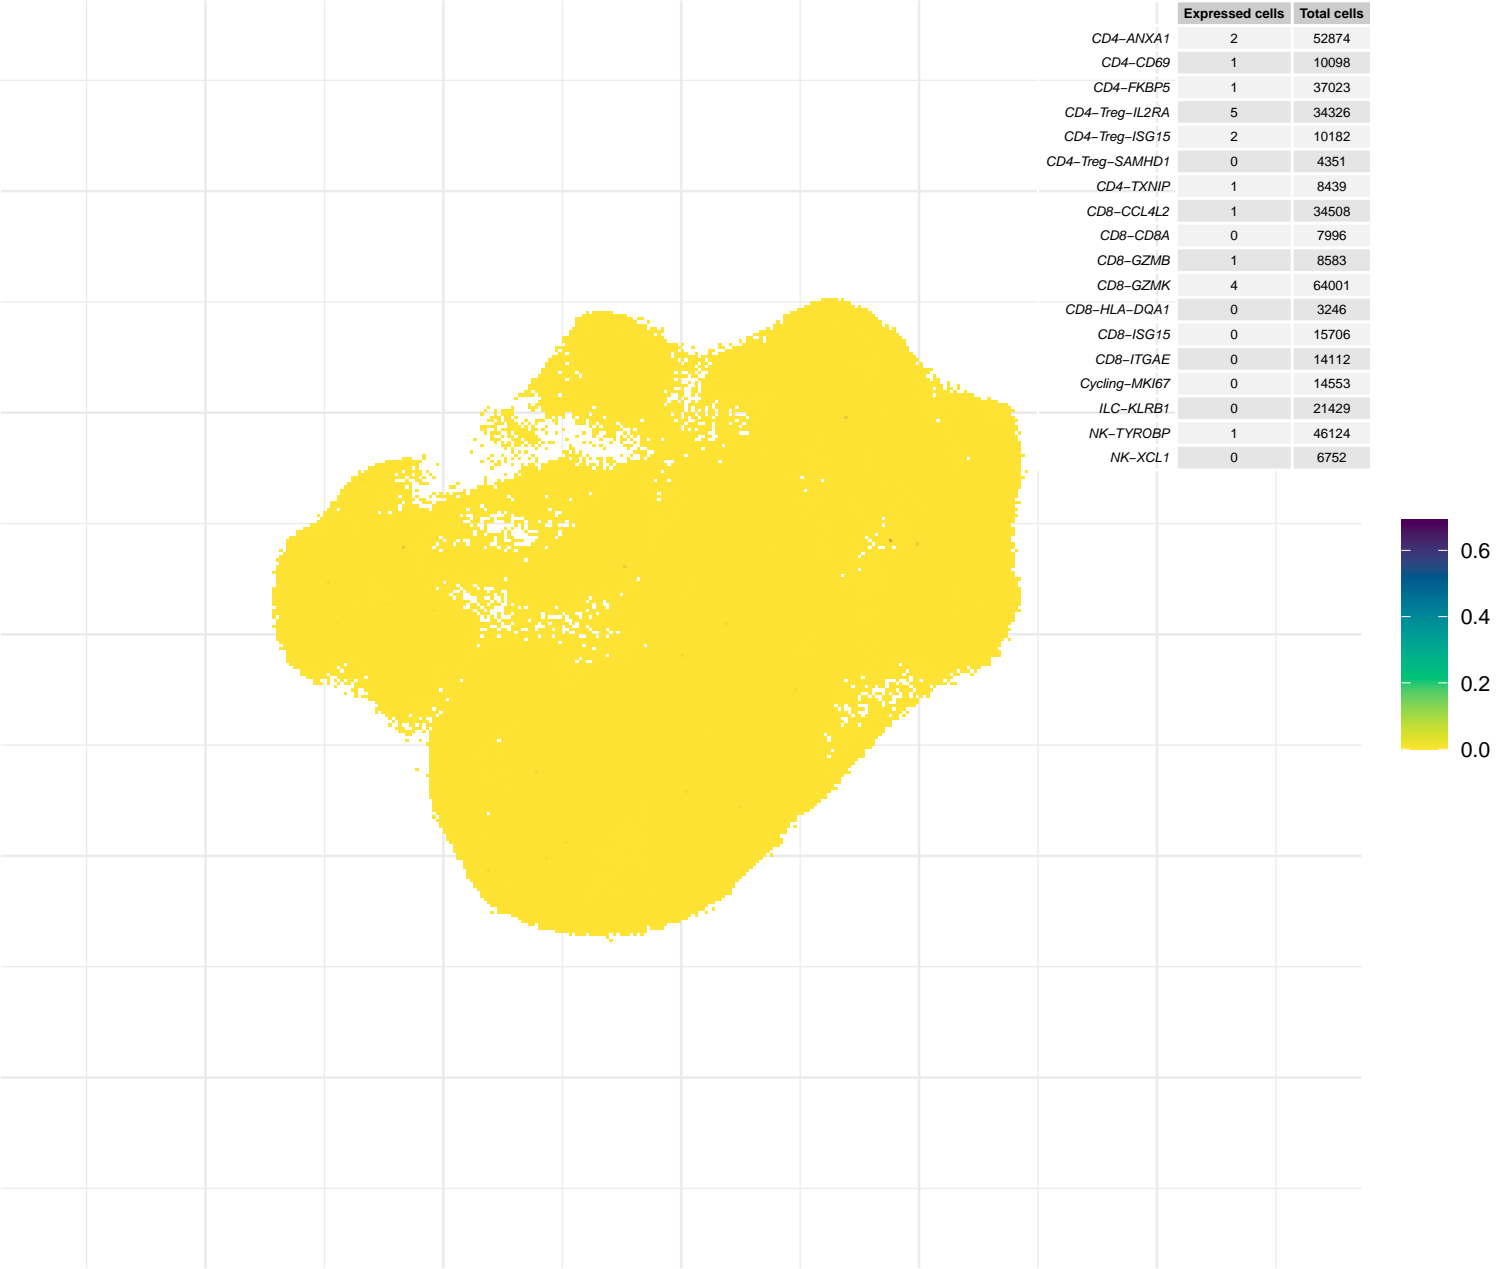 Expressed cells Total cells
CD4−ANXA1 2 52874
CD4−CD69 1 10098
CD4−FKBP5 1 37023
CD4−Treg−IL2RA 5 34326
CD4−Treg−ISG15 2 10182
CD4−Treg−SAMHD1 0 4351
CD4−TXNIP 1 8439
CD8−CCL4L2 1 34508
CD8−CD8A 0 7996
CD8−GZMB 1 8583
CD8−GZMK 4 64001
CD8−HLA−DQA1 0 3246
CD8−ISG15 0 15706
CD8−ITGAE 0 14112
Cycling−MKI67 0 14553
ILC−KLRB1 0 21429
NK−TYROBP 1 46124
NK−XCL1 0 6752
0.6
0.4
0.2
0.0